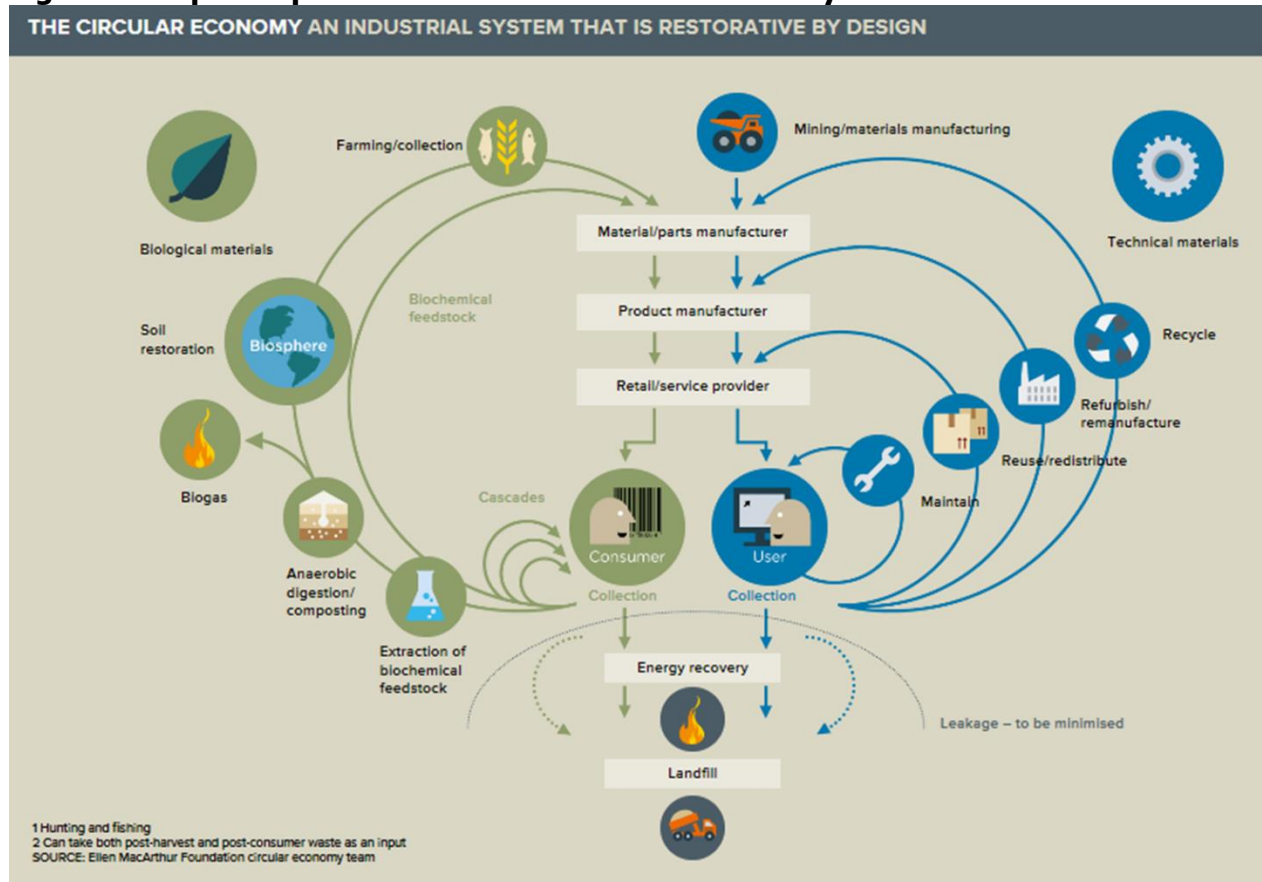 THE CIRCULAR ECONOMY AN INDUSTRIAL SYSTEM THAT IS RESTORATIVE BY DESIGN
Farming/collection
Mining/materials manufacturing
Biological materials
Technical materials
Material/parts manufacturer
Biochemical
feedstock
Product manufacturer
Soil
restoration
Biosphere
Recycle
Retail/service provider
Refurbish/
remanufacture
Reuse/redistribute
Biogas
Cascades
Maintain
Consumer
User
Anaerobic
digestion/
composting
Collection
Collection
Extraction of
biochemical
feedstock
Energy recovery
Leakage – to be minimised
Landfill
1 Hunting and fishing
2 Can take both post-harvest and post-consumer waste as an input
SOURCE: Ellen MacArthur Foundation circular economy team